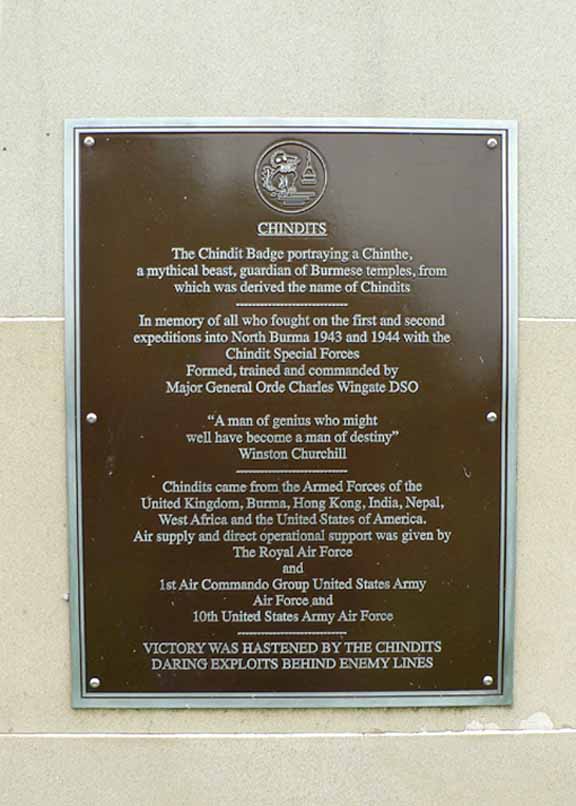 CHINDITS
The Chindit Badge portraying a Chinthe,
a mythical beast, guardian of Burmese temples, from
which was derived the name of Chindits
In memory of all who fought on the first and second
expeditions into North Burma 1943 and 1944 with the
Chindit Special Forces
Formed, trained and commanded by
Major General Orde Charles Wingate DSO
“A man of genius who might
well have become a man of destiny”
Winston Churchill
Chindits came from the Armed Forces of the
United Kingdom, Burma, Hong Kong, India, Nepal,
West Africa and the United States of America.
Air supply and direct operational support was given by
The Royal Air Force
and
1st Air Commando Group United States Army
Air Force and
10th United States Army Air Force
VICTORY WAS HASTENED BY THE CHINDITS
DARING EXPLOITS BEHIND ENEMY LINES